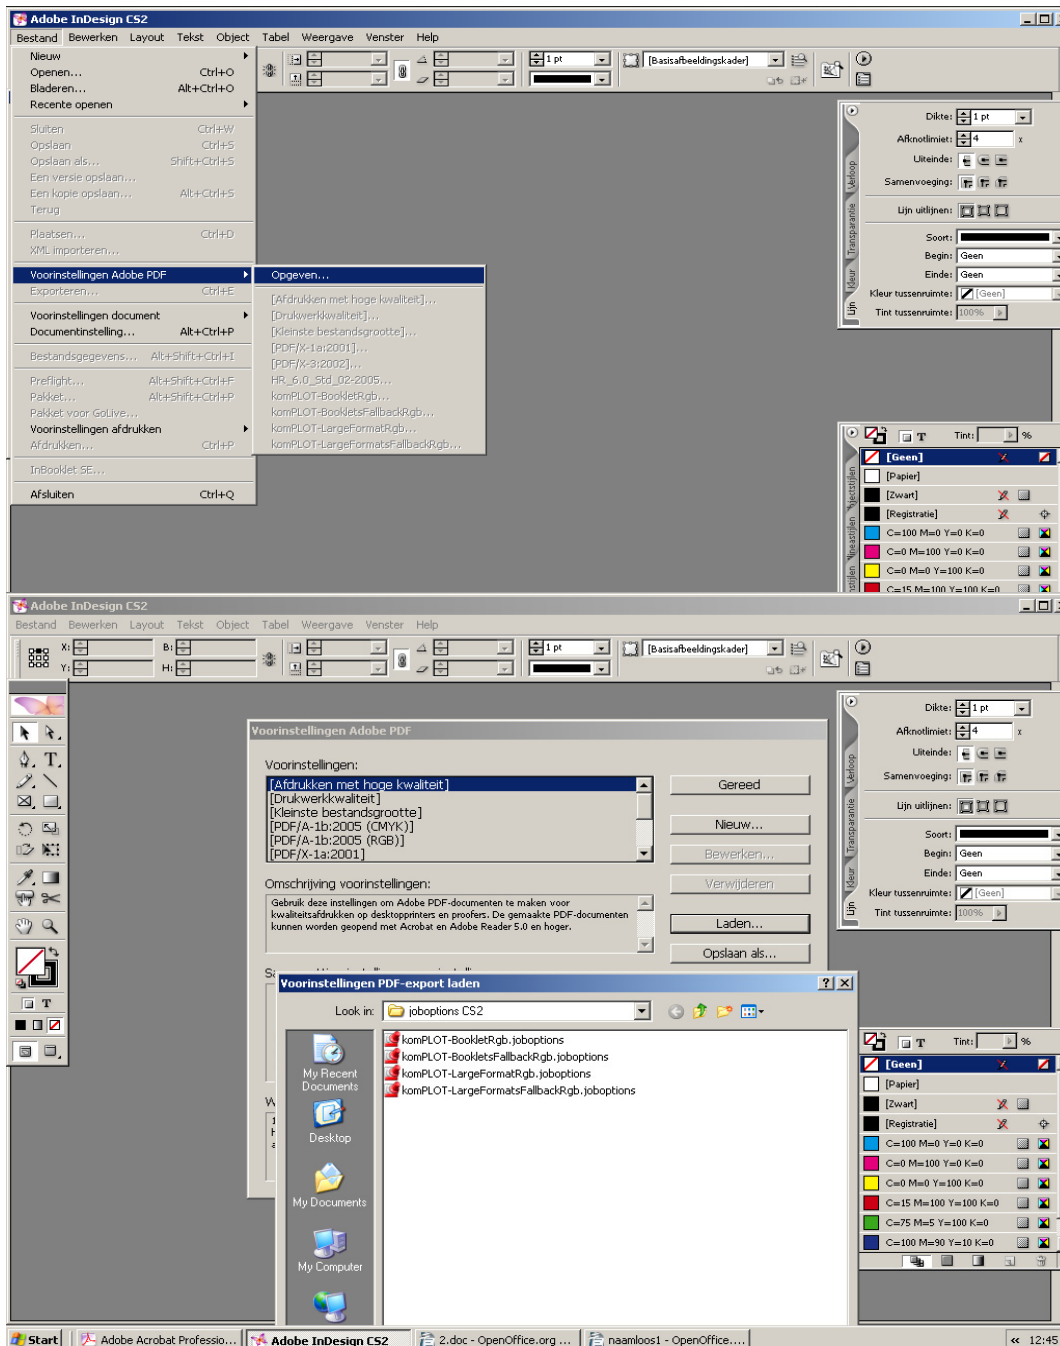 Adobe InDesign CS2
Bestand Bewerken Layout Tekst Object Tabel Weergave Venster Help
Nieuw
Openen... Ctrl+O
Bladeren... Alt+Ctrl+O
Recente openen
Sluiten Ctrl+W
Opslaan Ctrl+S
Opslaan als... Shift+Ctrl+S
Een versie opslaan...
Een kopie opslaan... Alt+Ctrl+S
Terug
Plaatsen... Ctrl+D
XML importeren...
Voorinstellingen Adobe PDF
Exporteren... Ctrl+E
Voorinstellingen document
Documentinstelling... Alt+Ctrl+P
Bestandsgegevens... Alt+Shift+Ctrl+I
Preflight... Alt+Shift+Ctrl+F
Pakket... Alt+Shift+Ctrl+P
Pakket voor GoLive...
Voorinstellingen afdrukken
Afdrukken... Ctrl+P
InBooklet SE...
Afsluiten Ctrl+Q
Opgeven...
[Afdrukken met hoge kwaliteit]...
[Drukwerkkwaliteit]...
[Kleinste bestandsgrootte]...
[PDF/X-1a:2001]...
[PDF/X-3:2002]...
HR_6.0_Std_02-2005...
komPLOT-BookletRgb...
komPLOT-BookletsFallbackRgb...
komPLOT-LargeFormatRgb...
komPLOT-LargeFormatsFallbackRgb...
1 pt
[Basisafbeeldingskader]
Dikte: 1 pt
Afknotlimiet: 4 x
Uiteinde:
Samenvoeging:
Lijn uitlijnen:
Soort:
Begin: Geen
Einde: Geen
Kleur tussenruimte: [Geen]
Tint tussenruimte: 100%
Verloop
Transparantie
Kleur
Lijn
T Tint: %
[Geen]
[Papier]
[Zwart]
[Registratie]
C=100 M=0 Y=0 K=0
C=0 M=100 Y=0 K=0
C=0 M=0 Y=100 K=0
C=15 M=100 Y=100 K=0
Adobe InDesign CS2
Bestand Bewerken Layout Tekst Object Tabel Weergave Venster Help
X: B:
Y: H:
1 pt
[Basisafbeeldingskader]
Voorinstellingen Adobe PDF
Voorinstellingen:
[Afdrukken met hoge kwaliteit]
[Drukwerkkwaliteit]
[Kleinste bestandsgrootte]
[PDF/A-1b:2005 (CMYK)]
[PDF/A-1b:2005 (RGB)]
[PDF/X-1a:2001]
Gereed
Nieuw...
Bewerken...
Verwijderen
Laden...
Opslaan als...
Omschrijving voorinstellingen:
Gebruik deze instellingen om Adobe PDF-documenten te maken voor
kwaliteitsafdrukken op desktopprinters en proofers. De gemaakte PDF-documenten
kunnen worden geopend met Acrobat en Adobe Reader 5.0 en hoger.
Voorinstellingen PDF-export laden
Look in: joboptions CS2
My Recent
Documents
Desktop
My Documents
My Computer
komPLOT-BookletRgb.joboptions
komPLOT-BookletsFallbackRgb.joboptions
komPLOT-LargeFormatRgb.joboptions
komPLOT-LargeFormatsFallbackRgb.joboptions
Dikte: 1 pt
Afknotlimiet: 4 x
Uiteinde:
Samenvoeging:
Lijn uitlijnen:
Soort:
Begin: Geen
Einde: Geen
Kleur tussenruimte: [Geen]
Tint tussenruimte: 100%
Verloop
Transparantie
Kleur
Lijn
T Tint: %
[Geen]
[Papier]
[Zwart]
[Registratie]
C=100 M=0 Y=0 K=0
C=0 M=100 Y=0 K=0
C=0 M=0 Y=100 K=0
C=15 M=100 Y=100 K=0
C=75 M=5 Y=100 K=0
C=100 M=90 Y=10 K=0
Start Adobe Acrobat Professio... Adobe InDesign CS2 2.doc - OpenOffice.org ... naamloos1 - OpenOffice.... « 12:45